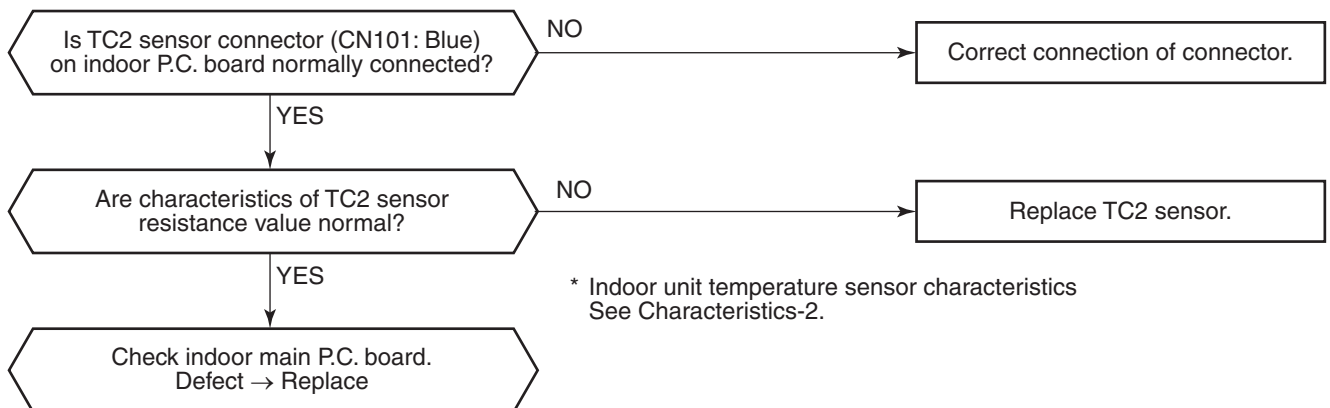 Is TC2 sensor connector (CN101: Blue)
on indoor P.C. board normally connected?
NO
Correct connection of connector.
YES
Are characteristics of TC2 sensor
resistance value normal?
NO
Replace TC2 sensor.
YES
* Indoor unit temperature sensor characteristics
See Characteristics-2.
Check indoor main P.C. board.
Defect → Replace